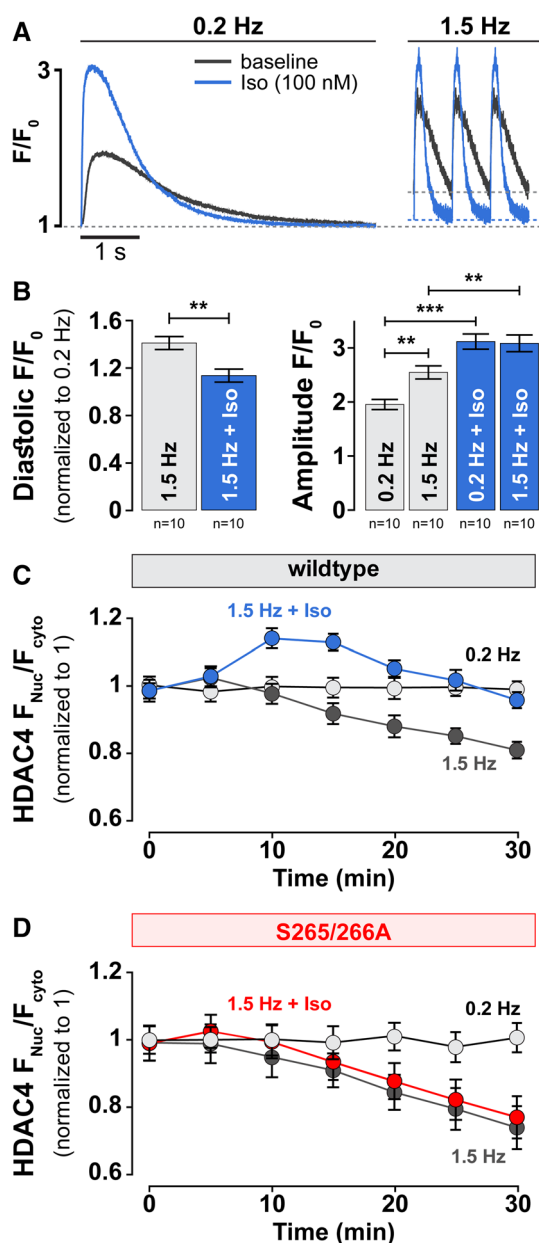 A
0.2 Hz
1.5 Hz
baseline
Iso (100 nM)
F/F0
3
1
1 s
B
Diastolic F/F0
(normalized to 0.2 Hz)
1.6
1.2
1.4
0
1.5 Hz
1.5 Hz + Iso
**
n=10 n=10
Amplitude F/F0
3
2
1
0
0.2 Hz
1.5 Hz
0.2 Hz + Iso
1.5 Hz + Iso
**
***
**
n=10 n=10 n=10 n=10
C
wildtype
HDAC4 FNuc/Fcyto
(normalized to 1)
1.2
1
0.8
0.6
1.5 Hz + Iso
0.2 Hz
1.5 Hz
0 10 20 30
Time (min)
D
S265/266A
HDAC4 FNuc/Fcyto
(normalized to 1)
1.2
1
0.8
0.6
1.5 Hz + Iso
0.2 Hz
1.5 Hz
0 10 20 30
Time (min)